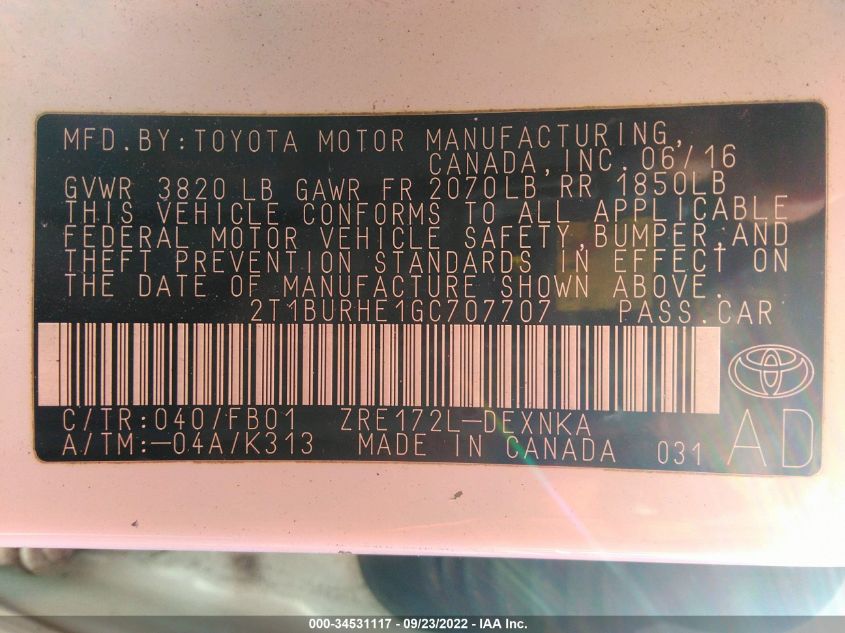 MFD.BY:TOYOTA MOTOR MANUFACTURING,
CANADA,INC. 06/16
GVWR 3820 LB GAWR FR 2070LB RR 1850LB
THIS VEHICLE CONFORMS TO ALL APPLICABLE
FEDERAL MOTOR VEHICLE SAFETY,BUMPER,AND
THEFT PREVENTION STANDARDS IN EFFECT ON
THE DATE OF MANUFACTURE SHOWN ABOVE.
2T1BURHE1GC707707 PASS.CAR
C/TR:040/FB01 ZRE172L-DEXNKA
A/TM:-04A/K313 MADE IN CANADA 031 AD
000-34531117 - 09/23/2022 - IAA Inc.